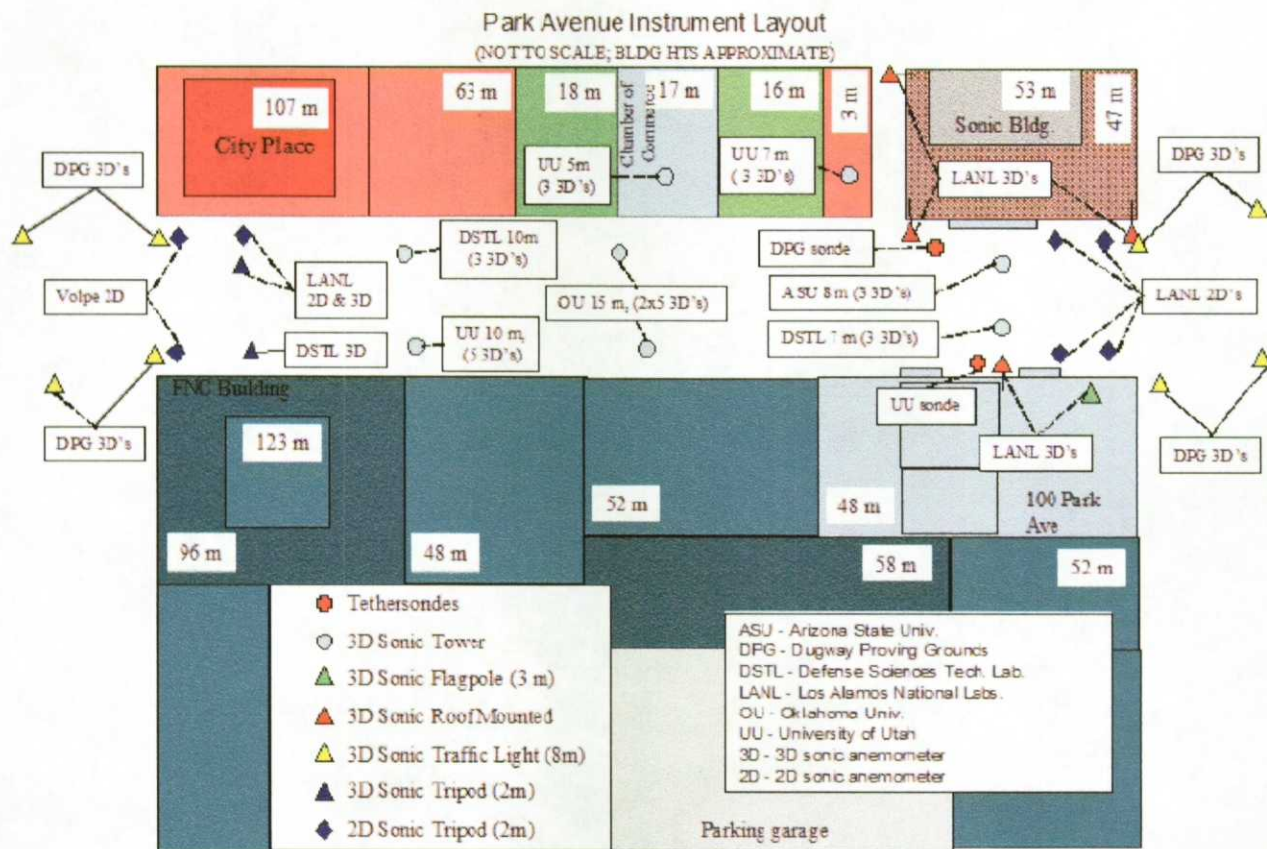 Park Avenue Instrument Layout
(NOT TO SCALE; BLDG HTS APPROXIMATE)
107 m
City Place
63 m
18 m
Chamber of
Commerce
17 m
16 m
3 m
53 m
Sonic Bldg.
47 m
UU 5m
(3 3D's)
UU 7 m
( 3 3D's)
DPG 3D's
LANL 3D's
DPG 3D's
DSTL 10m
(3 3D's)
DPG sonde
Volpe 2D
LANL
2D & 3D
OU 15 m, (2x5 3D's)
ASU 8 m (3 3D's)
LANL 2D's
DSTL 3D
UU 10 m,
(5 3D's)
DSTL 7 m (3 3D's)
FNC Building
UU sonde
DPG 3D's
123 m
LANL 3D's
DPG 3D's
96 m
48 m
52 m
48 m
100 Park
Ave
58 m
52 m
Tethersondes
3D Sonic Tower
3D Sonic Flagpole (3 m)
3D Sonic Roof Mounted
3D Sonic Traffic Light (8m)
3D Sonic Tripod (2m)
2D Sonic Tripod (2m)
ASU - Arizona State Univ.
DPG - Dugway Proving Grounds
DSTL - Defense Sciences Tech. Lab.
LANL - Los Alamos National Labs.
OU - Oklahoma Univ.
UU - University of Utah
3D - 3D sonic anemometer
2D - 2D sonic anemometer
Parking garage